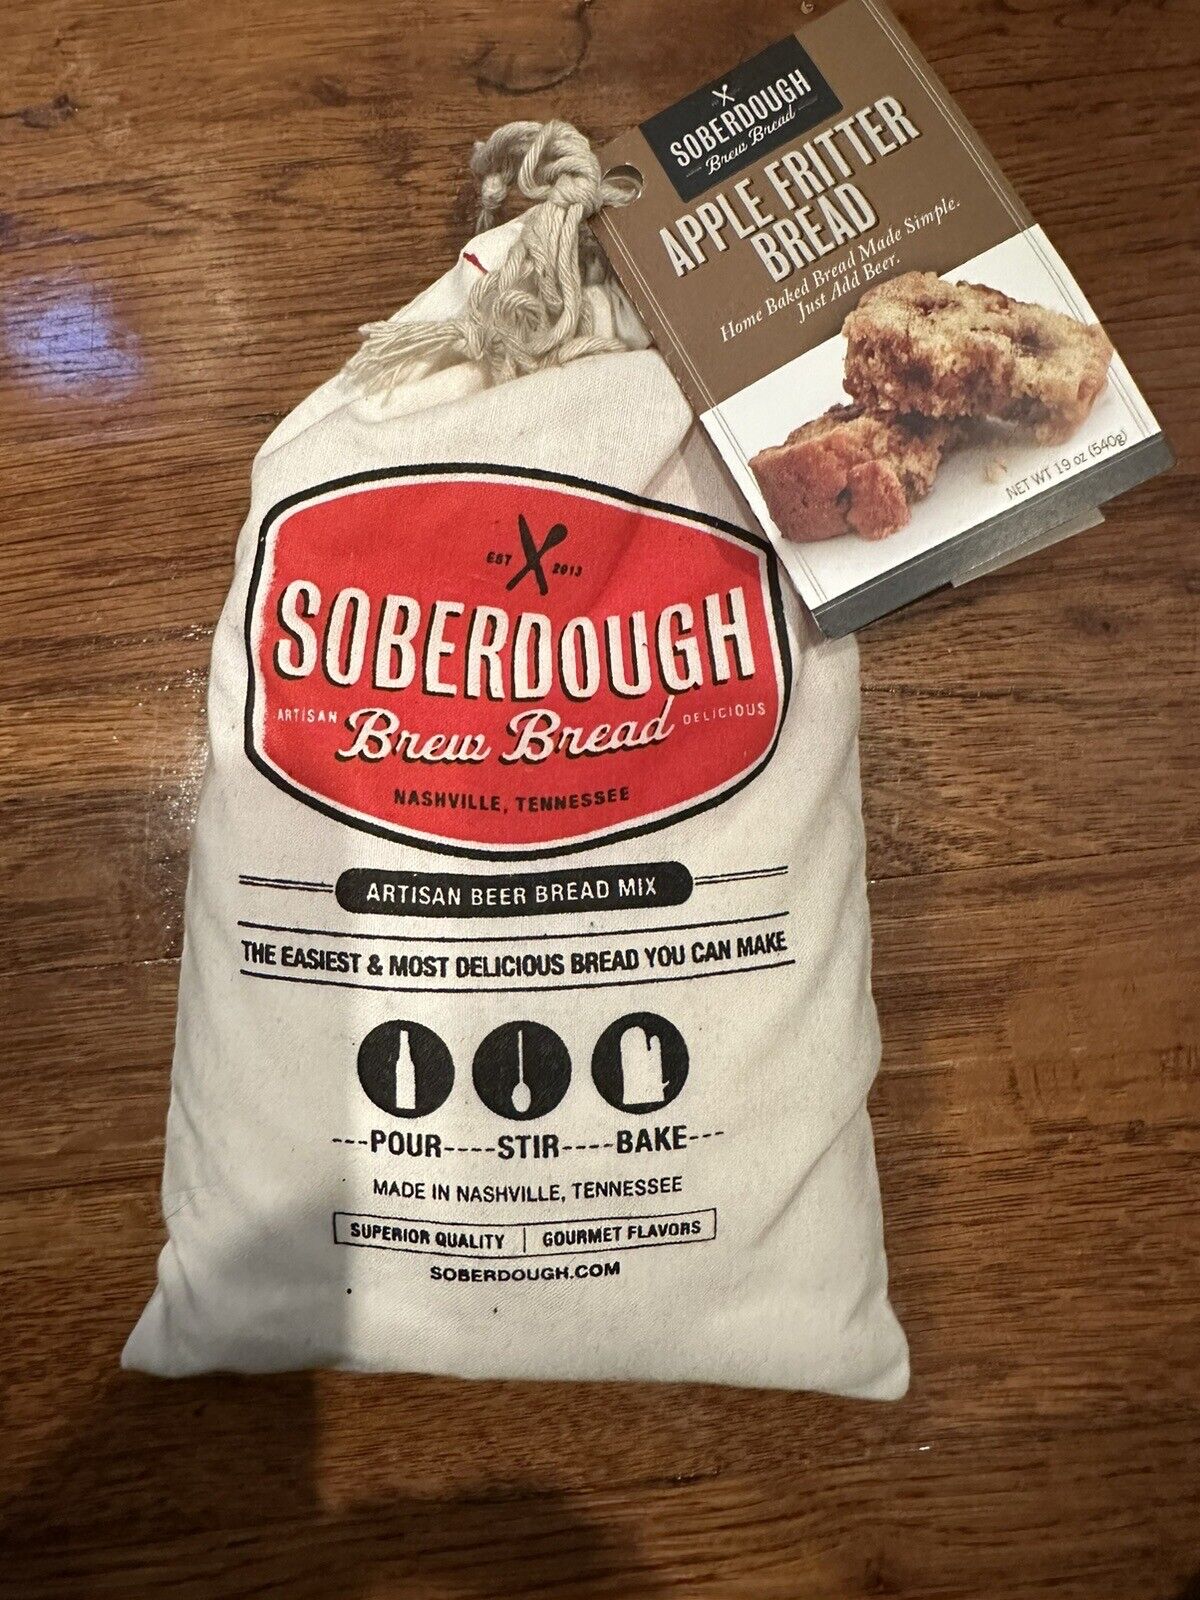 SOBERDOUGH
Brew Bread
APPLE FRITTER
BREAD
Home Baked Bread Made Simple.
Just Add Beer.
NET WT 19 oz (540g)
EST 2013
SOBERDOUGH
ARTISAN Brew Bread DELICIOUS
NASHVILLE, TENNESSEE
ARTISAN BEER BREAD MIX
THE EASIEST & MOST DELICIOUS BREAD YOU CAN MAKE
---POUR----STIR----BAKE---
MADE IN NASHVILLE, TENNESSEE
SUPERIOR QUALITY | GOURMET FLAVORS
SOBERDOUGH.COM